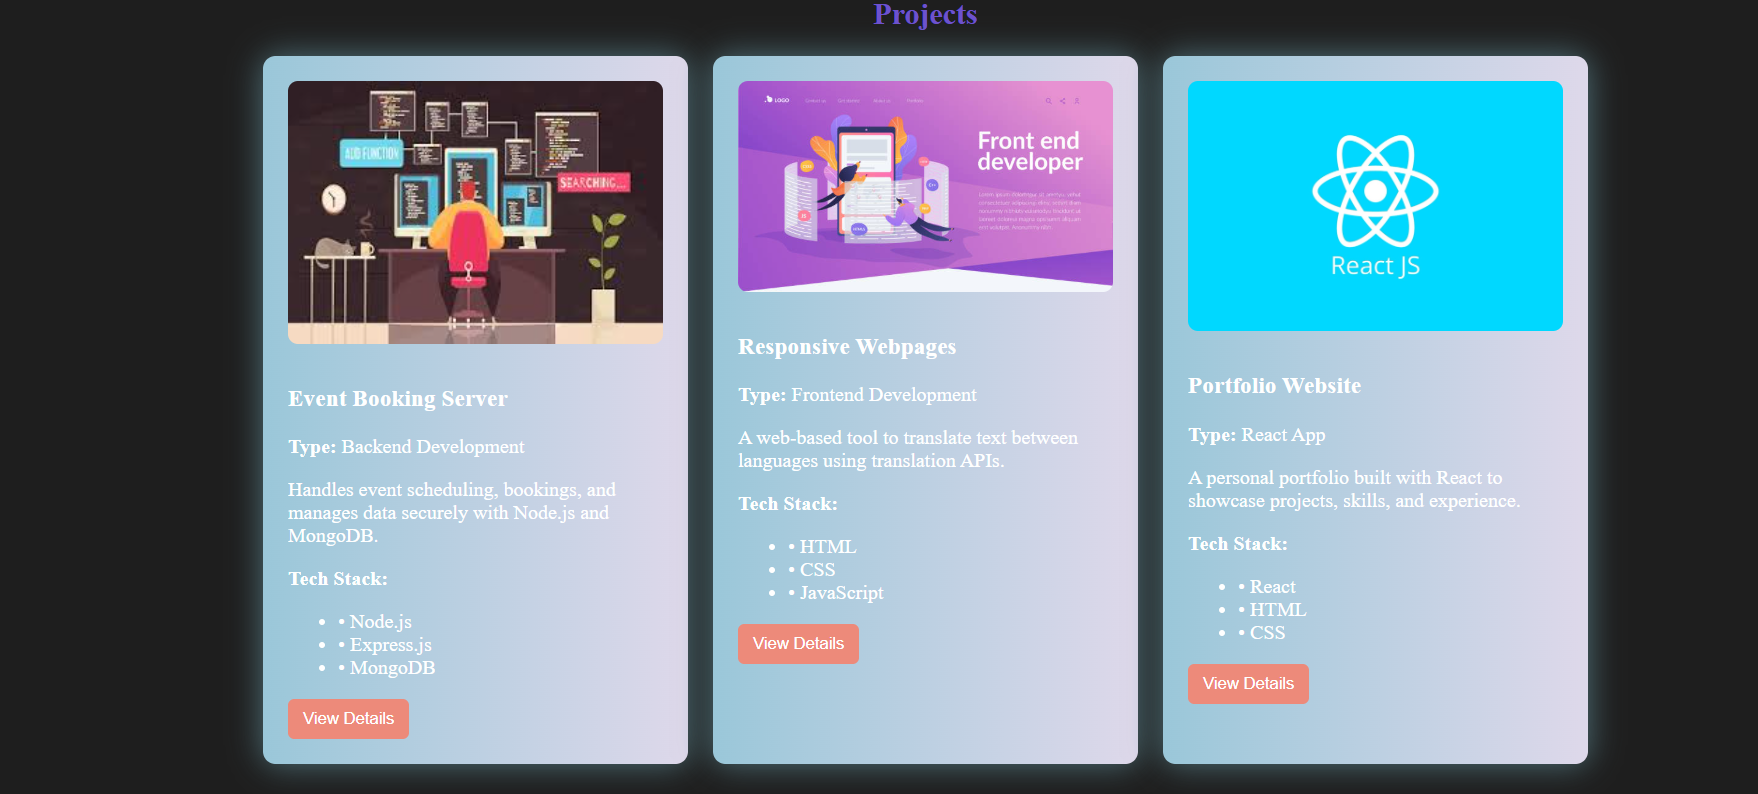 Projects
ADD FUNCTION
SEARCHING...
Event Booking Server
Type: Backend Development
Handles event scheduling, bookings, and
manages data securely with Node.js and
MongoDB.
Tech Stack:
• • Node.js
• • Express.js
• • MongoDB
View Details
LOGO
Front end
developer
Responsive Webpages
Type: Frontend Development
A web-based tool to translate text between
languages using translation APIs.
Tech Stack:
• • HTML
• • CSS
• • JavaScript
View Details
React JS
Portfolio Website
Type: React App
A personal portfolio built with React to
showcase projects, skills, and experience.
Tech Stack:
• • React
• • HTML
• • CSS
View Details